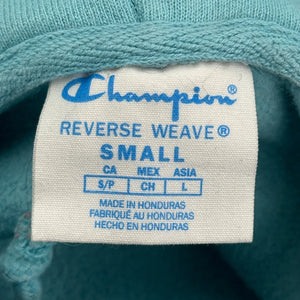 Champion®
REVERSE WEAVE®
SMALL
CA MEX ASIA
S/P CH L
MADE IN HONDURAS
FABRIQUÉ AU HONDURAS
HECHO EN HONDURAS